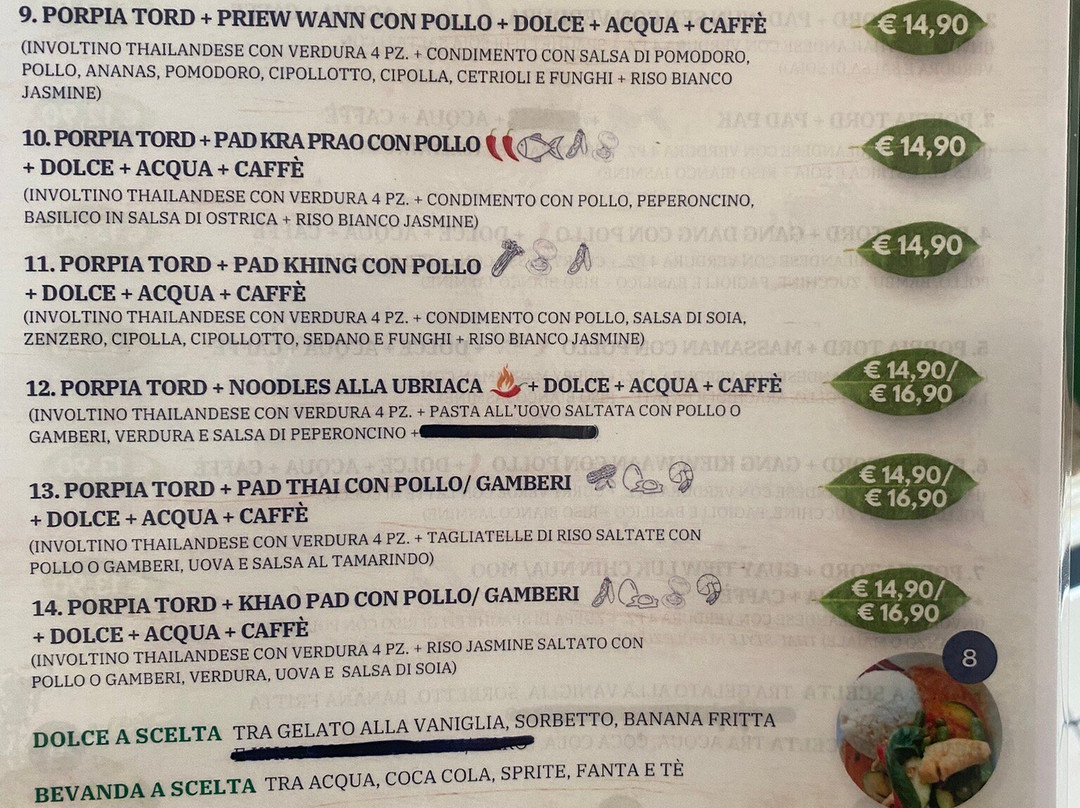 9. PORPIA TORD + PRIEW WANN CON POLLO + DOLCE + ACQUA + CAFFÈ € 14,90
(INVOLTINO THAILANDESE CON VERDURA 4 PZ. + CONDIMENTO CON SALSA DI POMODORO,
POLLO, ANANAS, POMODORO, CIPOLLOTTO, CIPOLLA, CETRIOLI E FUNGHI + RISO BIANCO
JASMINE)
10. PORPIA TORD + PAD KRA PRAO CON POLLO € 14,90
+ DOLCE + ACQUA + CAFFÈ
(INVOLTINO THAILANDESE CON VERDURA 4 PZ. + CONDIMENTO CON POLLO, PEPERONCINO,
BASILICO IN SALSA DI OSTRICA + RISO BIANCO JASMINE)
11. PORPIA TORD + PAD KHING CON POLLO € 14,90
+ DOLCE + ACQUA + CAFFÈ
(INVOLTINO THAILANDESE CON VERDURA 4 PZ. + CONDIMENTO CON POLLO, SALSA DI SOIA,
ZENZERO, CIPOLLA, CIPOLLOTTO, SEDANO E FUNGHI + RISO BIANCO JASMINE)
12. PORPIA TORD + NOODLES ALLA UBRIACA + DOLCE + ACQUA + CAFFÈ € 14,90/
€ 16,90
(INVOLTINO THAILANDESE CON VERDURA 4 PZ. + PASTA ALL'UOVO SALTATA CON POLLO O
GAMBERI, VERDURA E SALSA DI PEPERONCINO +
13. PORPIA TORD + PAD THAI CON POLLO/ GAMBERI € 14,90/
+ DOLCE + ACQUA + CAFFÈ € 16,90
(INVOLTINO THAILANDESE CON VERDURA 4 PZ. + TAGLIATELLE DI RISO SALTATE CON
POLLO O GAMBERI, UOVA E SALSA AL TAMARINDO)
14. PORPIA TORD + KHAO PAD CON POLLO/ GAMBERI € 14,90/
+ DOLCE + ACQUA + CAFFÈ € 16,90
(INVOLTINO THAILANDESE CON VERDURA 4 PZ. + RISO JASMINE SALTATO CON
POLLO O GAMBERI, VERDURA, UOVA E SALSA DI SOIA)
8
DOLCE A SCELTA TRA GELATO ALLA VANIGLIA, SORBETTO, BANANA FRITTA
BEVANDA A SCELTA TRA ACQUA, COCA COLA, SPRITE, FANTA E TÈ